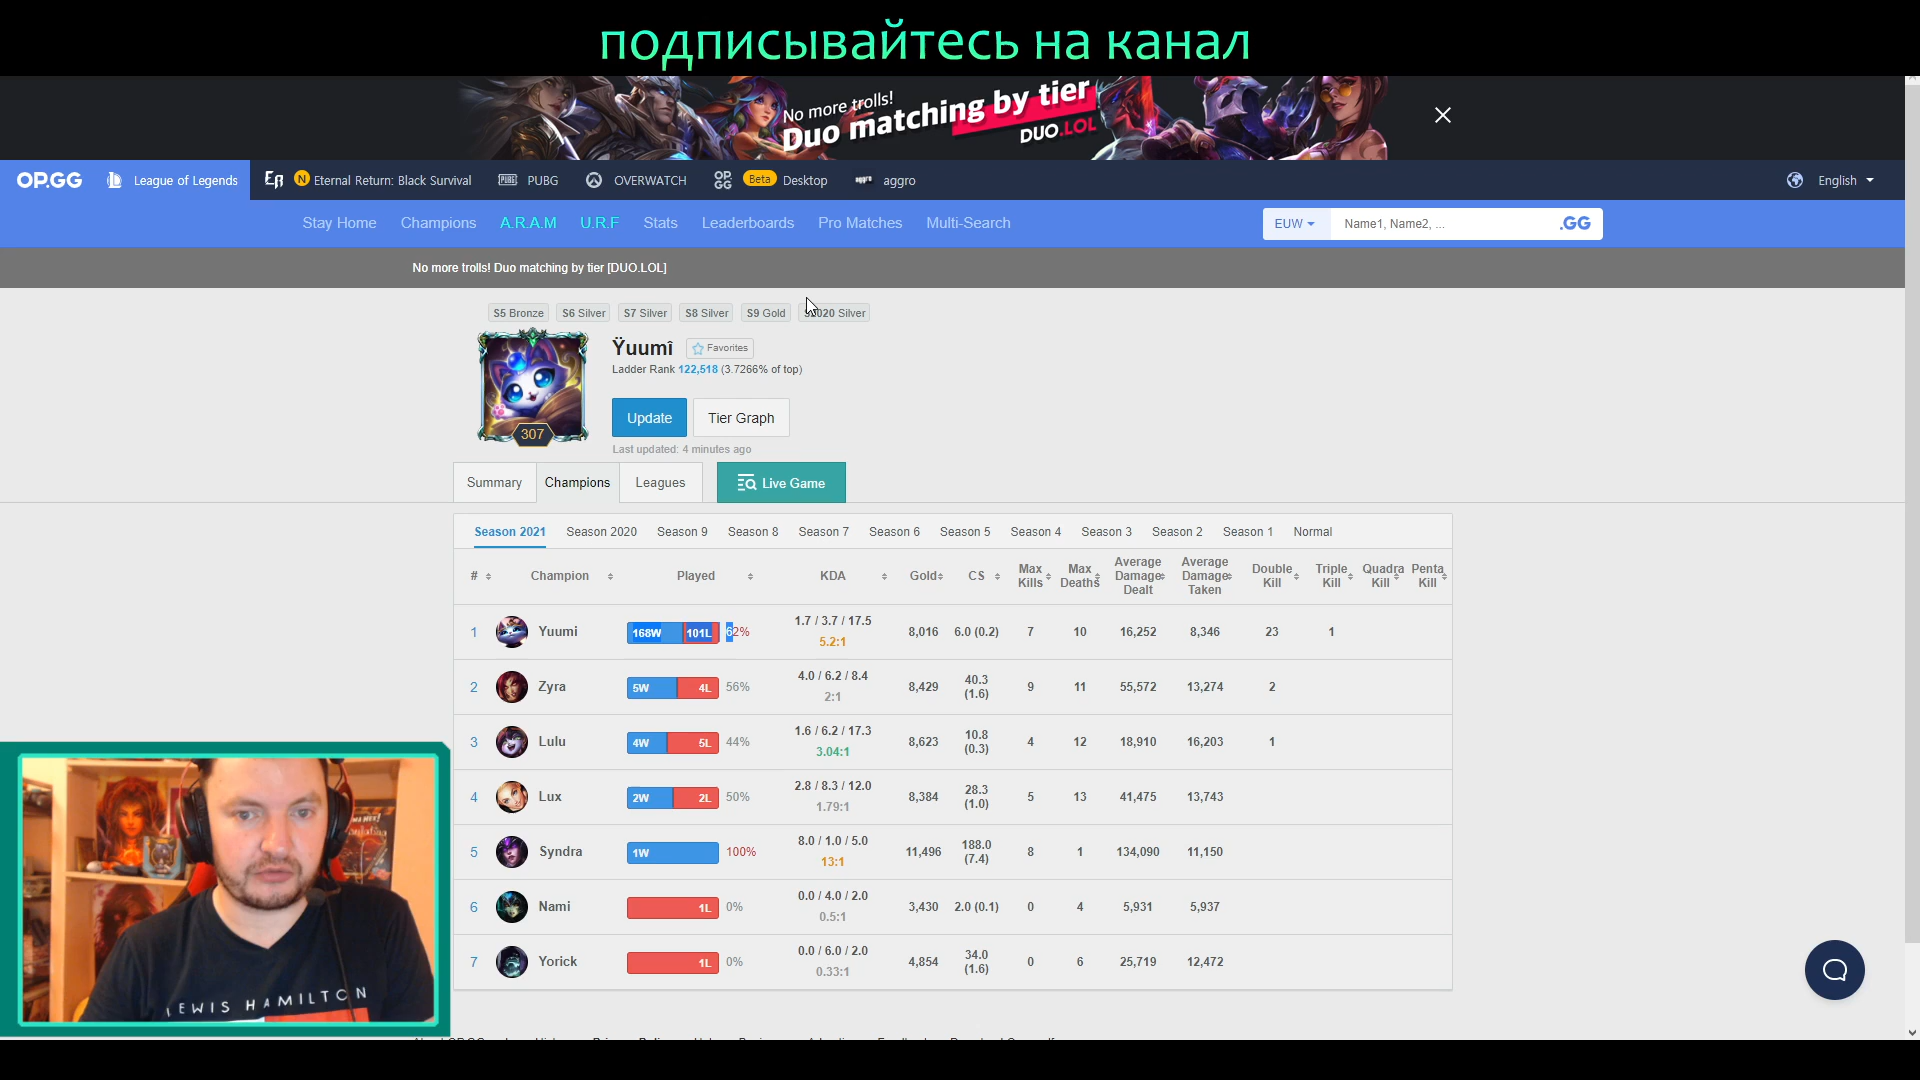 подписывайтесь на канал
No more trolls!
Duo matching by tier
DUO.LOL
OP.GG League of Legends N Eternal Return: Black Survival PUBG OVERWATCH OP.GG Beta Desktop aggro English
Stay Home Champions A.R.A.M U.R.F Stats Leaderboards Pro Matches Multi-Search EUW Name1, Name2, ... .GG
No more trolls! Duo matching by tier [DUO.LOL]
S5 Bronze S6 Silver S7 Silver S8 Silver S9 Gold Silver
Ÿuumî Favorites
Ladder Rank 122,518 (3.7266% of top)
Update Tier Graph
307
Last updated: 4 minutes ago
Summary Champions Leagues Live Game
Season 2021 Season 2020 Season 9 Season 8 Season 7 Season 6 Season 5 Season 4 Season 3 Season 2 Season 1 Normal
# Champion Played KDA Gold CS Max Kills Max Deaths Average Damage Dealt Average Damage Taken Double Kill Triple Kill Quadra Kill Penta Kill
1 Yuumi 168W 101L 62% 1.7 / 3.7 / 17.5 5.2:1 8,016 6.0 (0.2) 7 10 16,252 8,346 23 1
2 Zyra 5W 4L 56% 4.0 / 6.2 / 8.4 2:1 8,429 40.3 (1.6) 9 11 55,572 13,274 2
3 Lulu 4W 5L 44% 1.6 / 6.2 / 17.3 3.04:1 8,623 10.8 (0.3) 4 12 18,910 16,203 1
4 Lux 2W 2L 50% 2.8 / 8.3 / 12.0 1.79:1 8,384 28.3 (1.0) 5 13 41,475 13,743
5 Syndra 1W 100% 8.0 / 1.0 / 5.0 13:1 11,496 188.0 (7.4) 8 1 134,090 11,150
6 Nami 1L 0% 0.0 / 4.0 / 2.0 0.5:1 3,430 2.0 (0.1) 0 4 5,931 5,937
7 Yorick 1L 0% 0.0 / 6.0 / 2.0 0.33:1 4,854 34.0 (1.6) 0 6 25,719 12,472
LEWIS HAMILTON